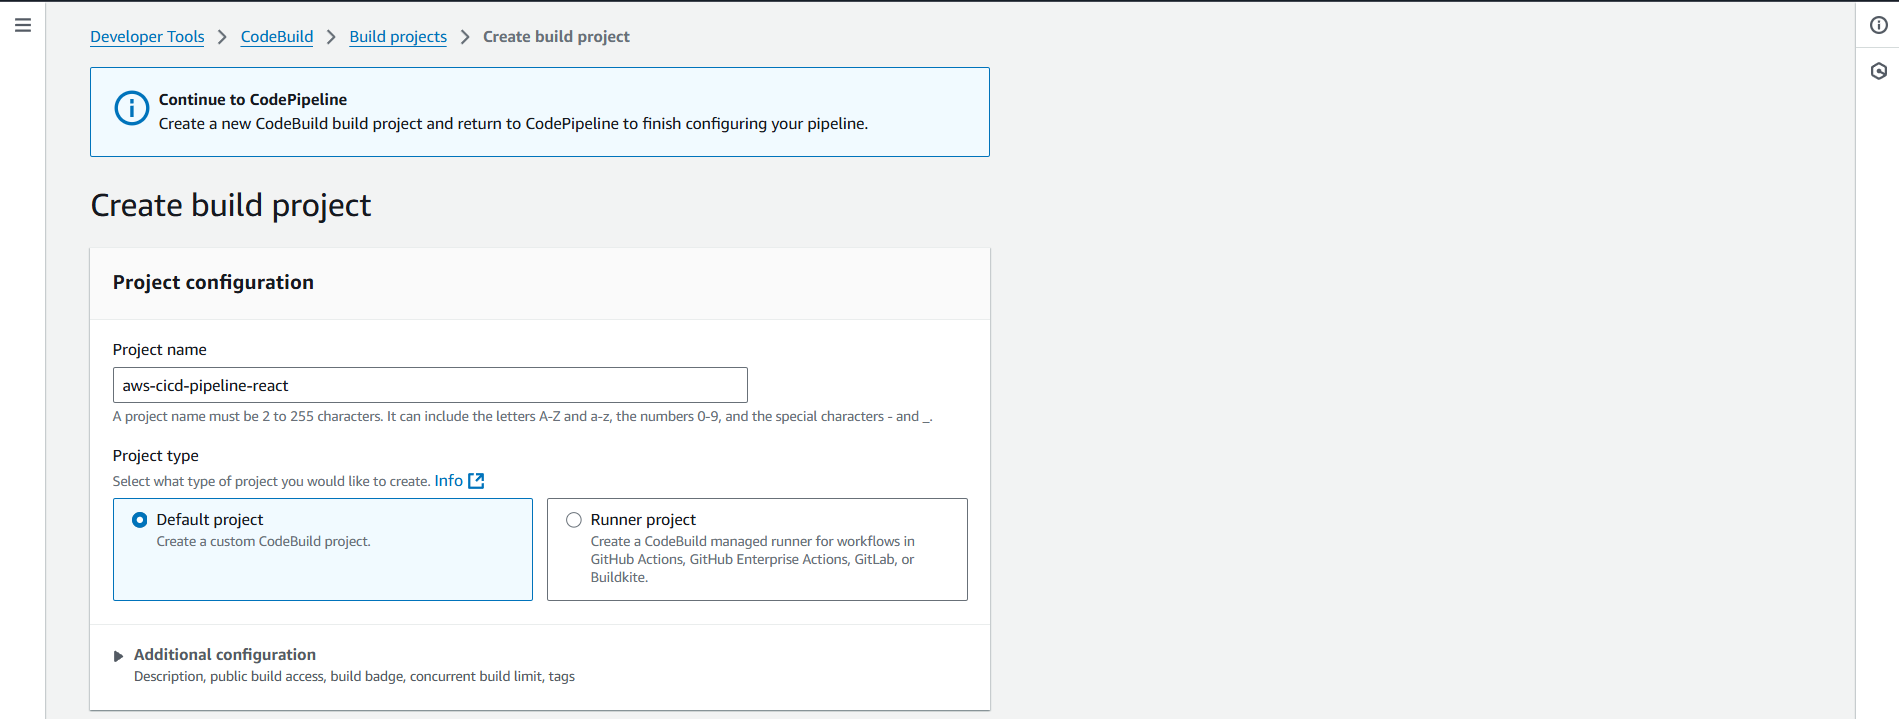 Developer Tools > CodeBuild > Build projects > Create build project
Continue to CodePipeline
Create a new CodeBuild build project and return to CodePipeline to finish configuring your pipeline.
Create build project
Project configuration
Project name
aws-cicd-pipeline-react
A project name must be 2 to 255 characters. It can include the letters A-Z and a-z, the numbers 0-9, and the special characters - and _.
Project type
Select what type of project you would like to create. Info
Default project
Create a custom CodeBuild project.
Runner project
Create a CodeBuild managed runner for workflows in
GitHub Actions, GitHub Enterprise Actions, GitLab, or
Buildkite.
Additional configuration
Description, public build access, build badge, concurrent build limit, tags